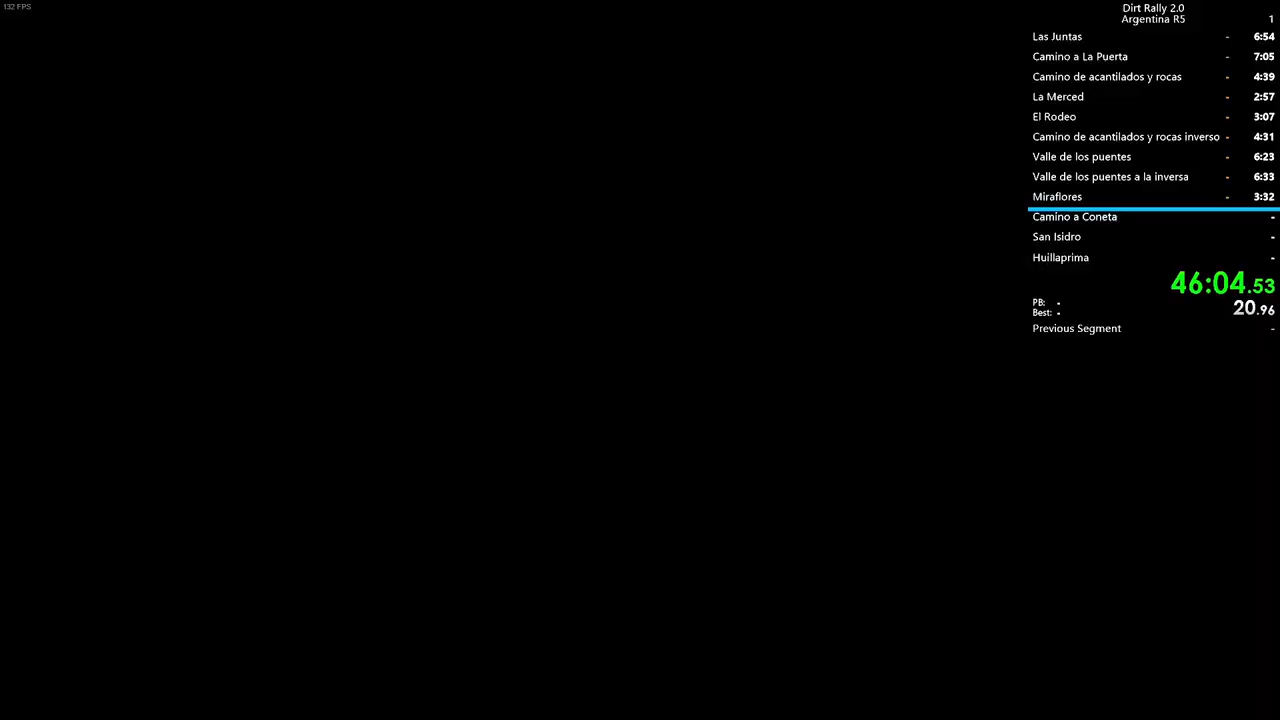 132 FPS
Dirt Rally 2.0
Argentina R5 1
Las Juntas - 6:54
Camino a La Puerta - 7:05
Camino de acantilados y rocas - 4:39
La Merced - 2:57
El Rodeo - 3:07
Camino de acantilados y rocas inverso - 4:31
Valle de los puentes - 6:23
Valle de los puentes a la inversa - 6:33
Miraflores - 3:32
Camino a Coneta -
San Isidro -
Huillaprima -
46:04.53
PB: -
20.96
Best: -
Previous Segment -